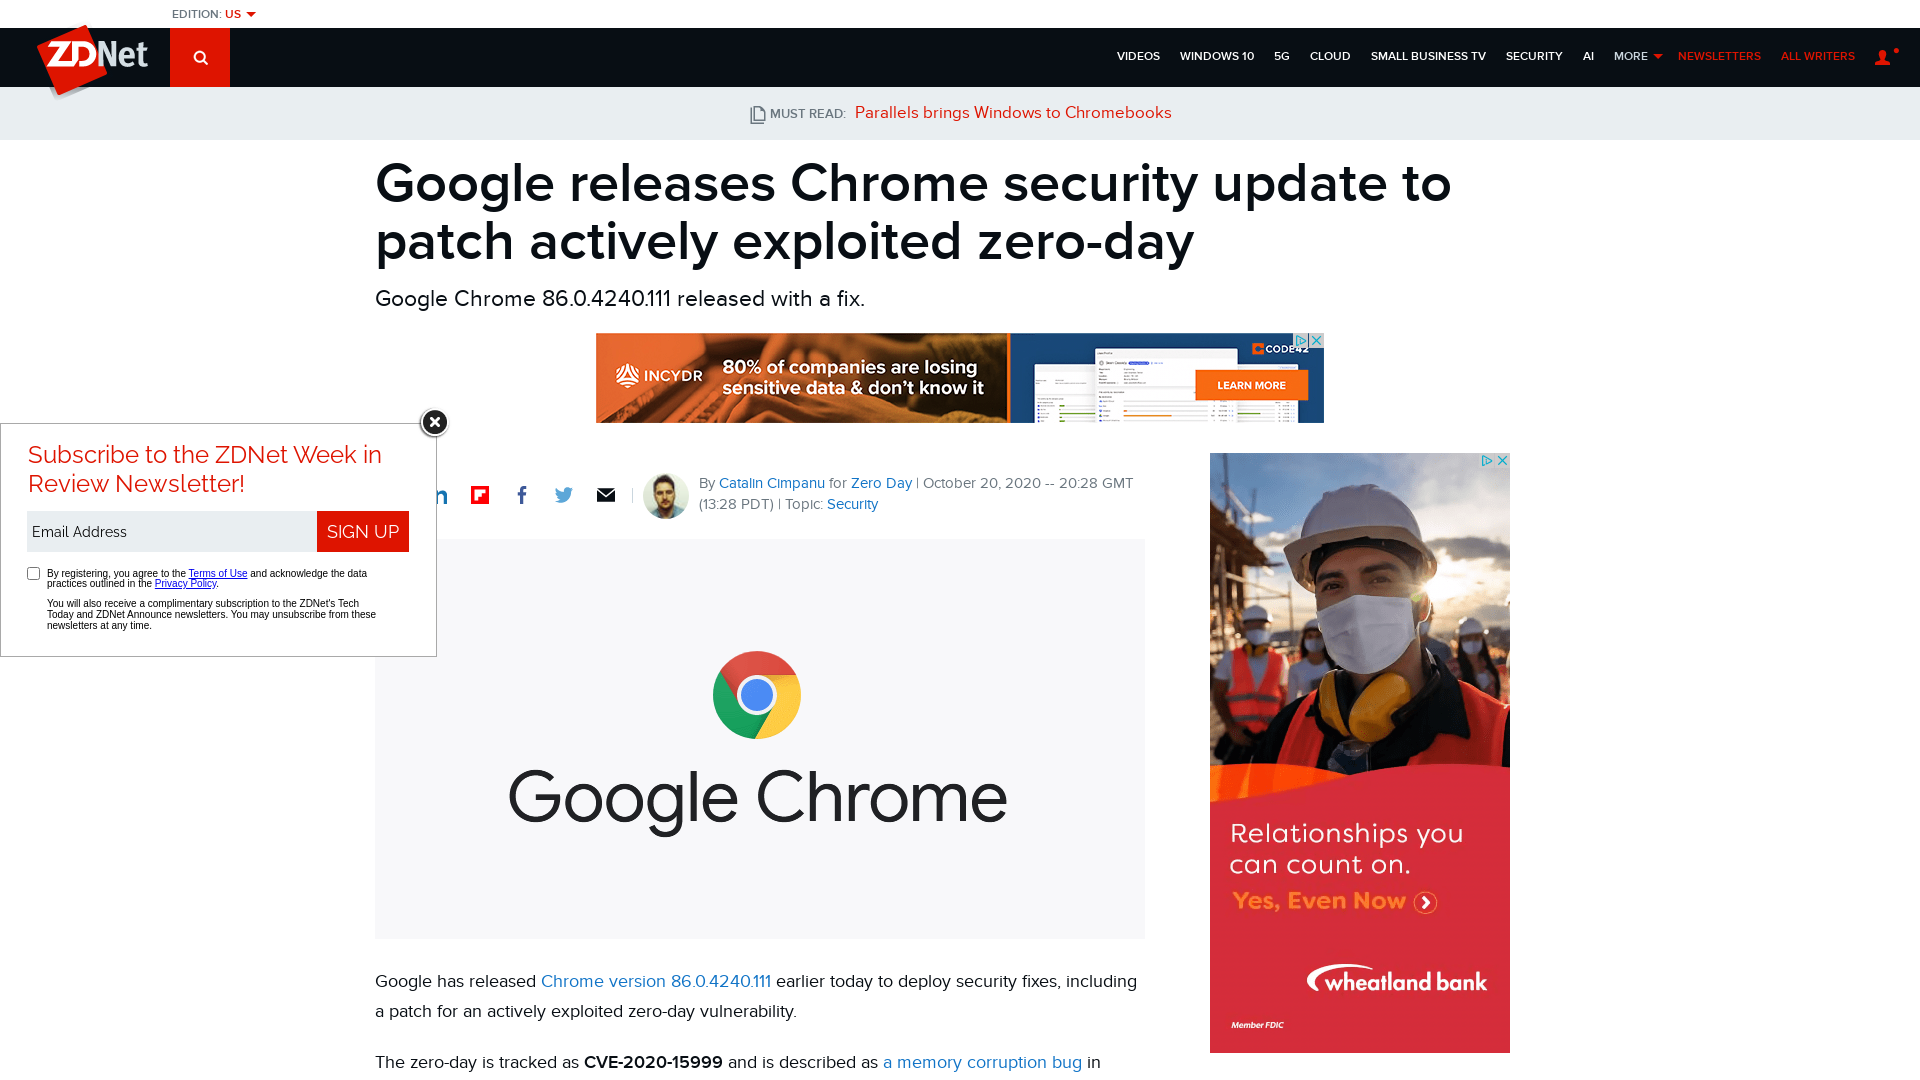 EDITION: US
ZDNet
VIDEOS WINDOWS 10 5G CLOUD SMALL BUSINESS TV SECURITY AI MORE NEWSLETTERS ALL WRITERS
MUST READ: Parallels brings Windows to Chromebooks
Google releases Chrome security update to
patch actively exploited zero-day
Google Chrome 86.0.4240.111 released with a fix.
INCYDR
80% of companies are losing
sensitive data & don't know it
CODE42
LEARN MORE
Subscribe to the ZDNet Week in
Review Newsletter!
Email Address SIGN UP
By registering, you agree to the Terms of Use and acknowledge the data
practices outlined in the Privacy Policy.
You will also receive a complimentary subscription to the ZDNet's Tech
Today and ZDNet Announce newsletters. You may unsubscribe from these
newsletters at any time.
By Catalin Cimpanu for Zero Day | October 20, 2020 -- 20:28 GMT
(13:28 PDT) | Topic: Security
Google Chrome
Google has released Chrome version 86.0.4240.111 earlier today to deploy security fixes, including
a patch for an actively exploited zero-day vulnerability.
The zero-day is tracked as CVE-2020-15999 and is described as a memory corruption bug in
Relationships you
can count on.
Yes, Even Now
wheatland bank
Member FDIC